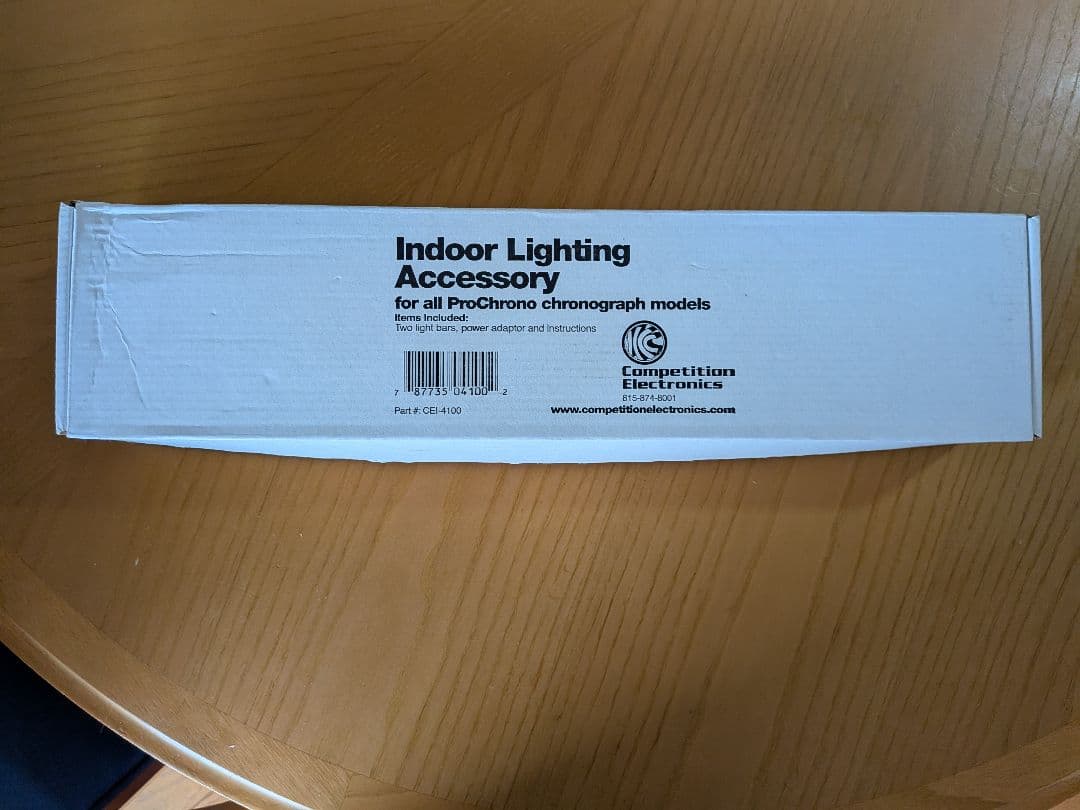 Indoor Lighting
Accessory
for all ProChrono chronograph models
Items Included:
Two light bars, power adaptor and Instructions
7 87735 04100 2
Competition
Electronics
815-874-8001
Part #: CEI-4100
www.competitionelectronics.com